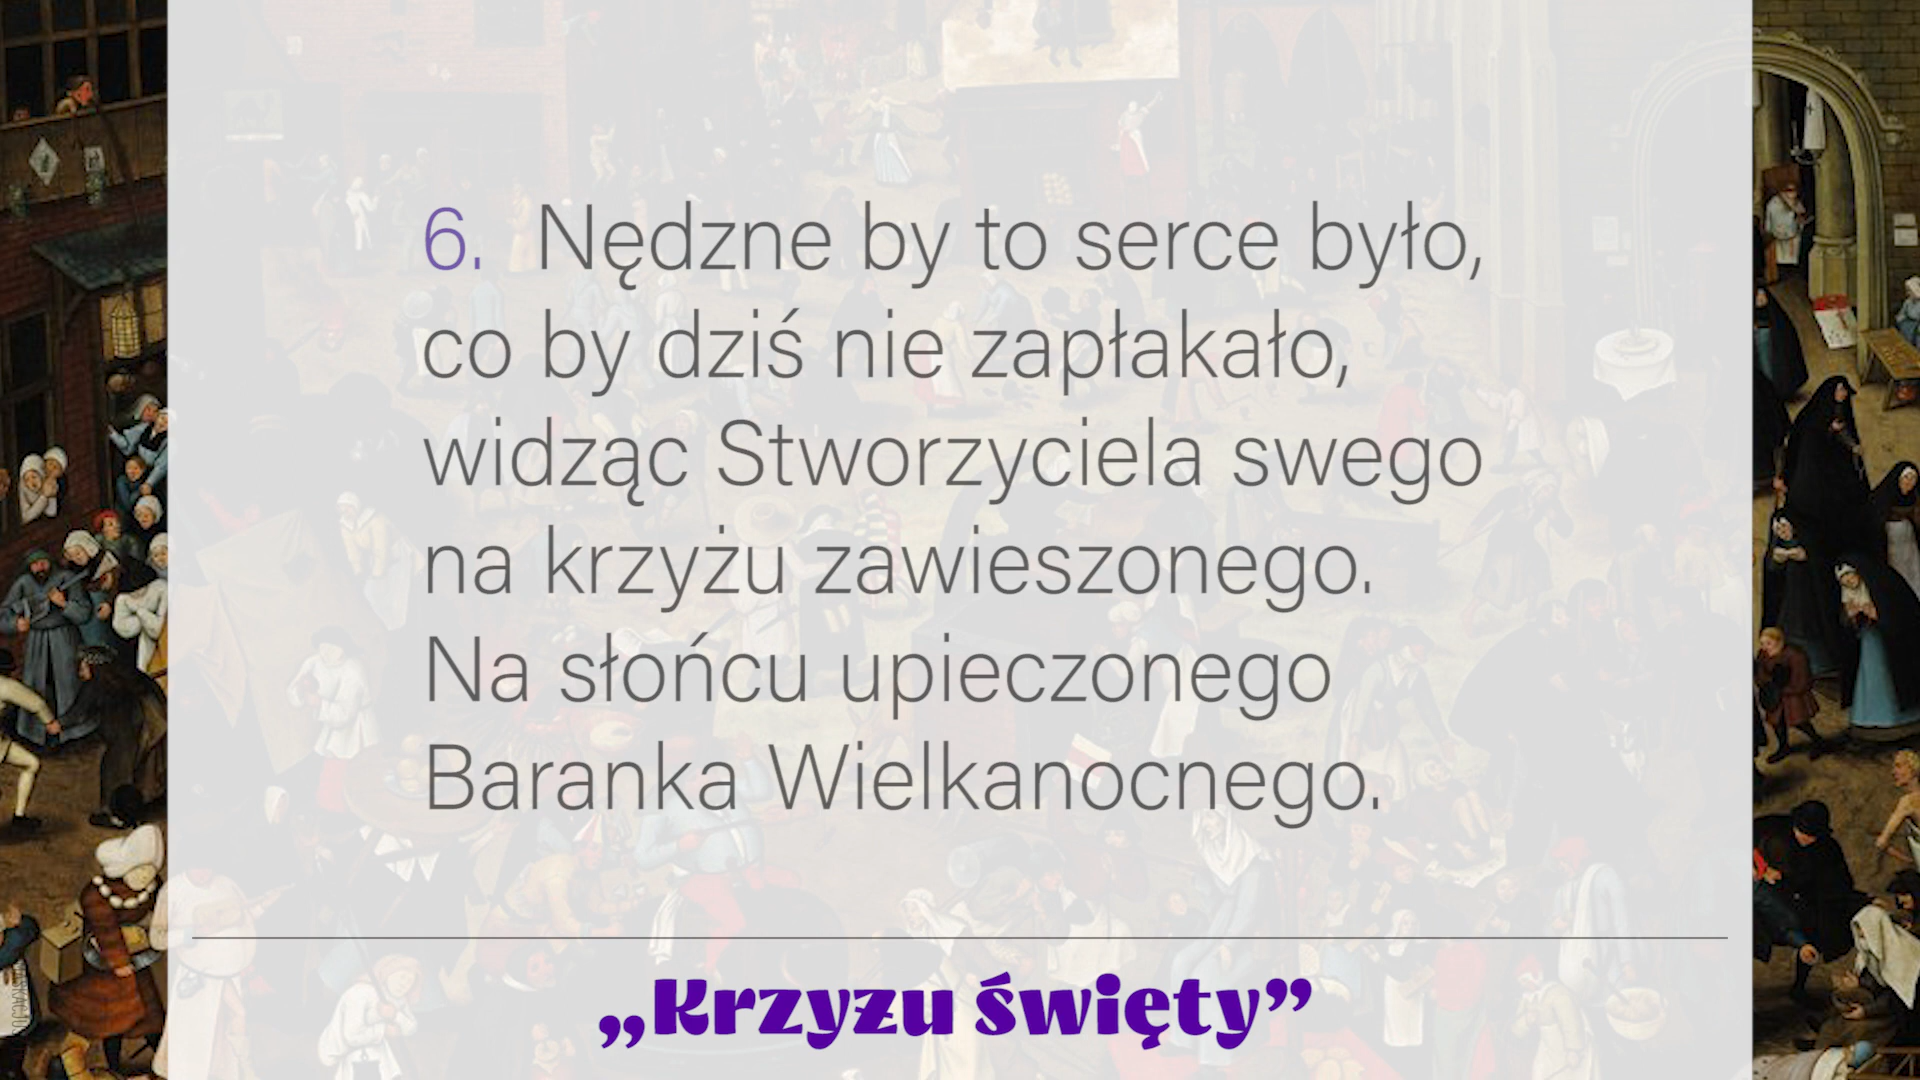 6. Nędzne by to serce było,
co by dziś nie zapłakało,
widząc Stworzyciela swego
na krzyżu zawieszonego.
Na słońcu upieczonego
Baranka Wielkanocnego.
„Krzyżu święty”